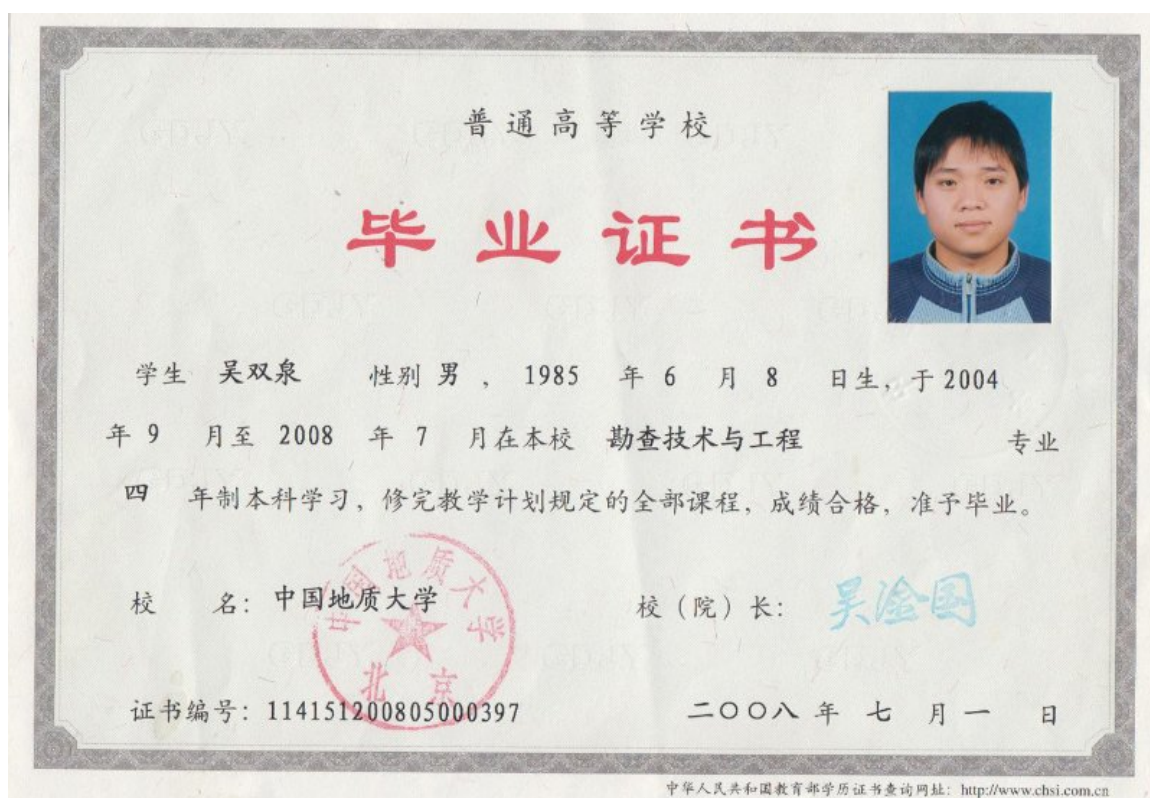 普通高等学校
毕业证书
学生 吴双泉 性别 男 , 1985 年 6 月 8 日生, 于 2004
年 9 月至 2008 年 7 月在本校 勘查技术与工程 专业
四 年制本科学习, 修完教学计划规定的全部课程, 成绩合格, 准予毕业。
校 名: 中国地质大学
校(院)长: 吴淦国
中国地质大学
北京
证书编号: 114151200805000397
二〇〇八 年 七 月 一 日
中华人民共和国教育部学历证书查询网址: http://www.chsi.com.cn